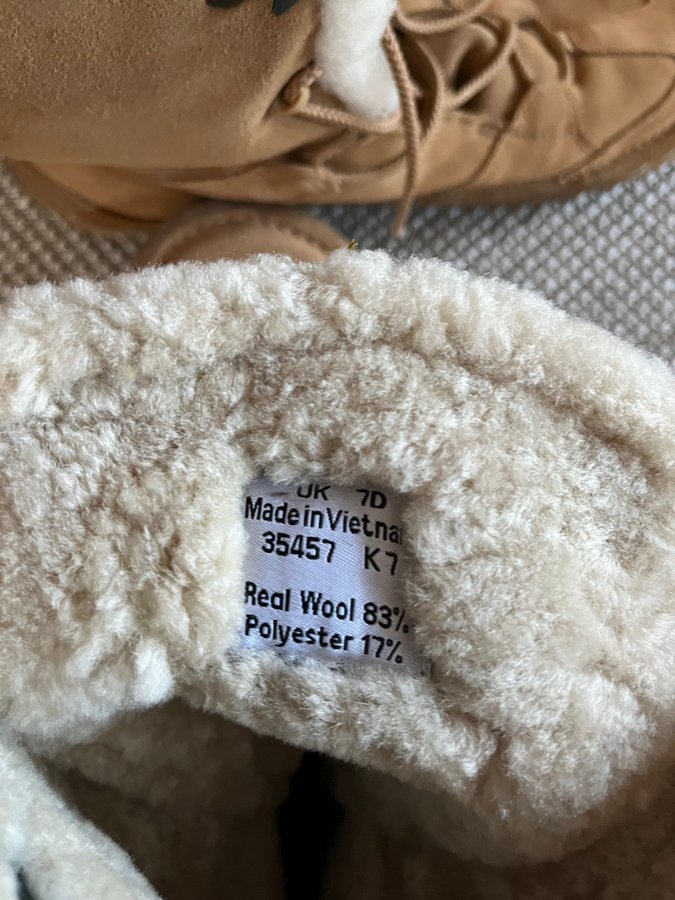 UK 7D
Made in Vietna
35457 K7
Real Wool 83%
Polyester 17%